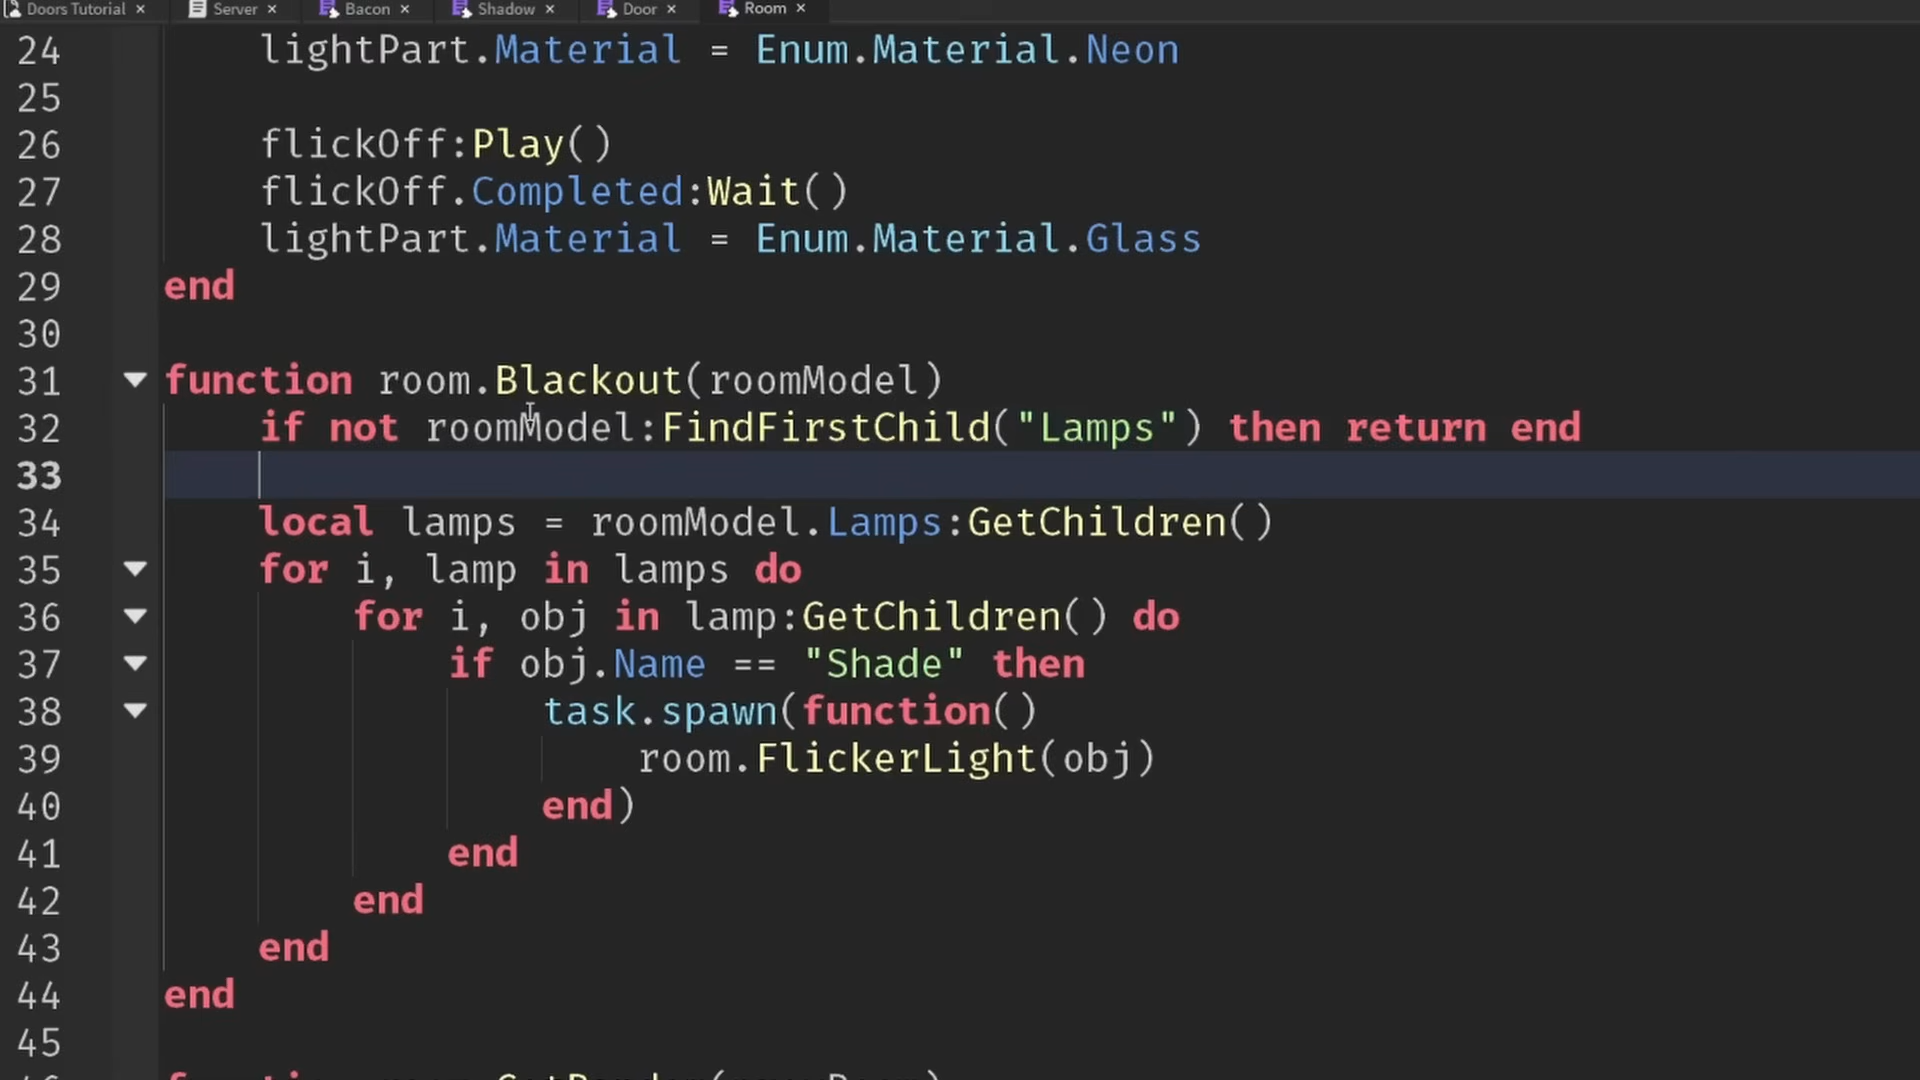 Doors Tutorial × Server × Bacon × Shadow × Door × Room ×
24 lightPart.Material = Enum.Material.Neon
25
26 flickOff:Play()
27 flickOff.Completed:Wait()
28 lightPart.Material = Enum.Material.Glass
29 end
30
31 function room.Blackout(roomModel)
32 if not roomModel:FindFirstChild("Lamps") then return end
33
34 local lamps = roomModel.Lamps:GetChildren()
35 for i, lamp in lamps do
36 for i, obj in lamp:GetChildren() do
37 if obj.Name == "Shade" then
38 task.spawn(function()
39 room.FlickerLight(obj)
40 end)
41 end
42 end
43 end
44 end
45